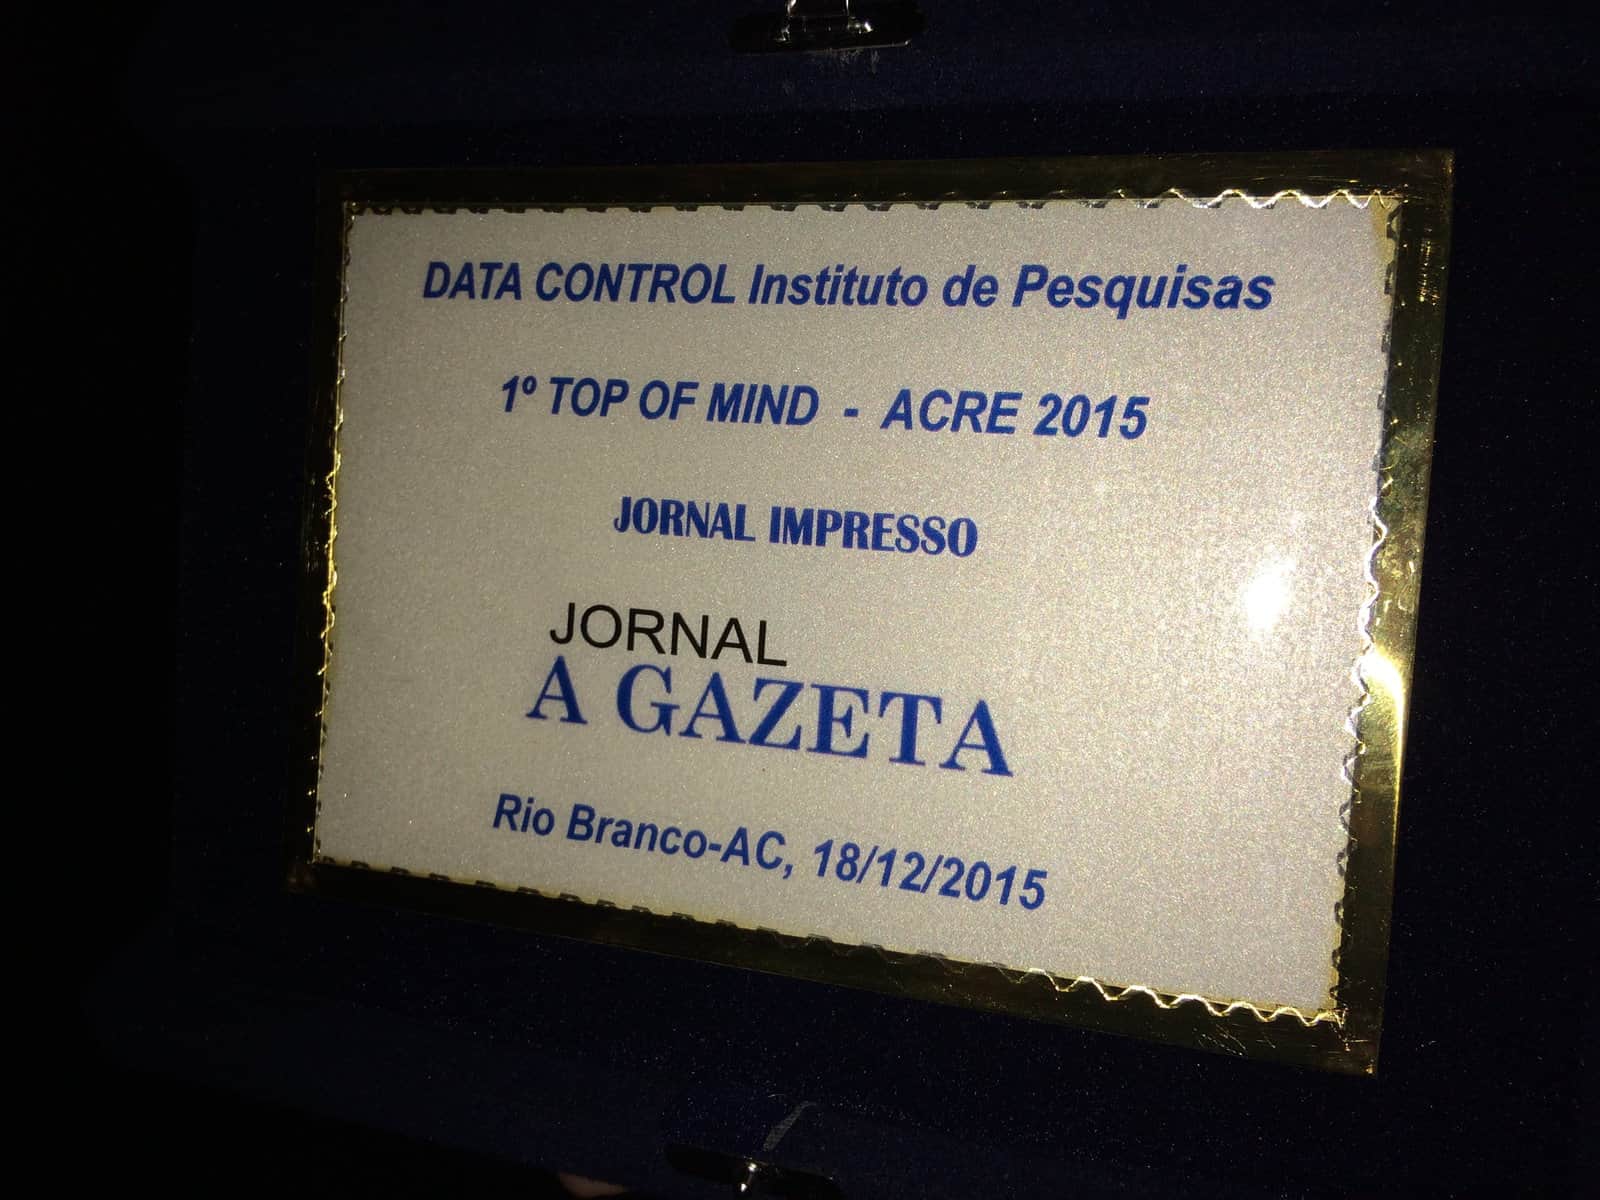 DATA CONTROL Instituto de Pesquisas
1º TOP OF MIND - ACRE 2015
JORNAL IMPRESSO
JORNAL
A GAZETA
Rio Branco-AC, 18/12/2015